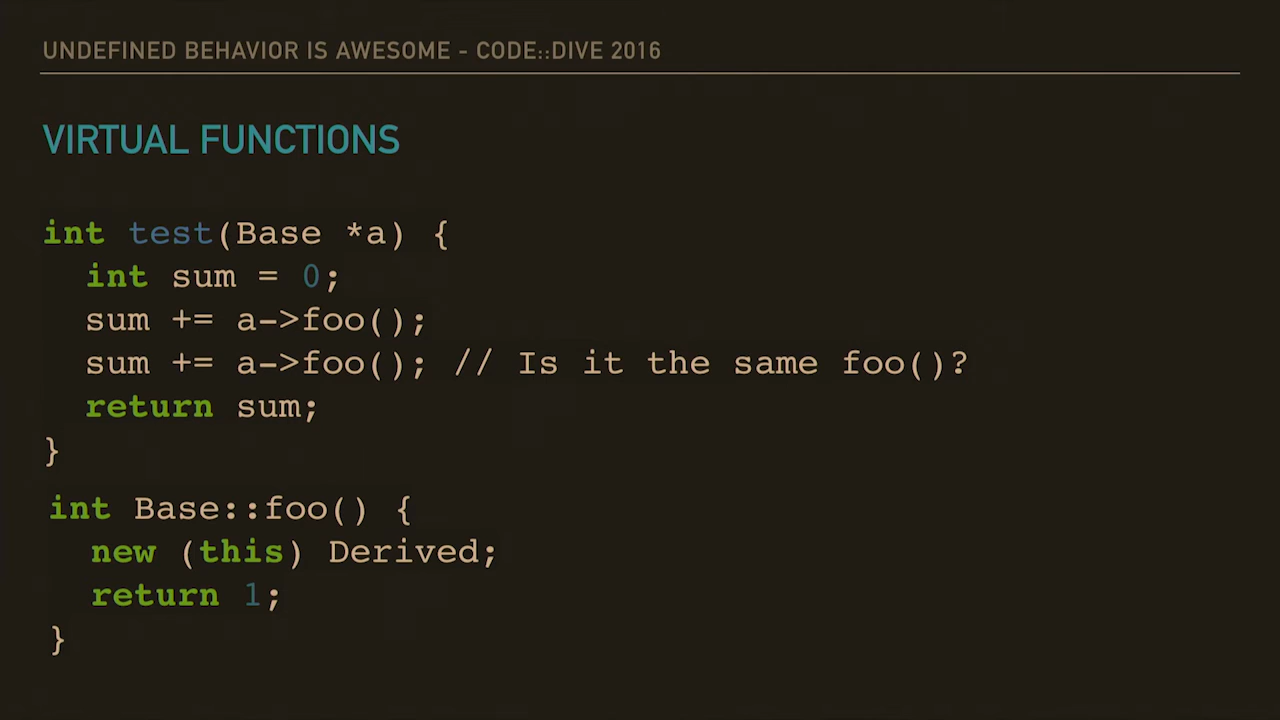 UNDEFINED BEHAVIOR IS AWESOME - CODE::DIVE 2016
VIRTUAL FUNCTIONS
int test(Base *a) {
  int sum = 0;
  sum += a->foo();
  sum += a->foo(); // Is it the same foo()?
  return sum;
}
int Base::foo() {
  new (this) Derived;
  return 1;
}